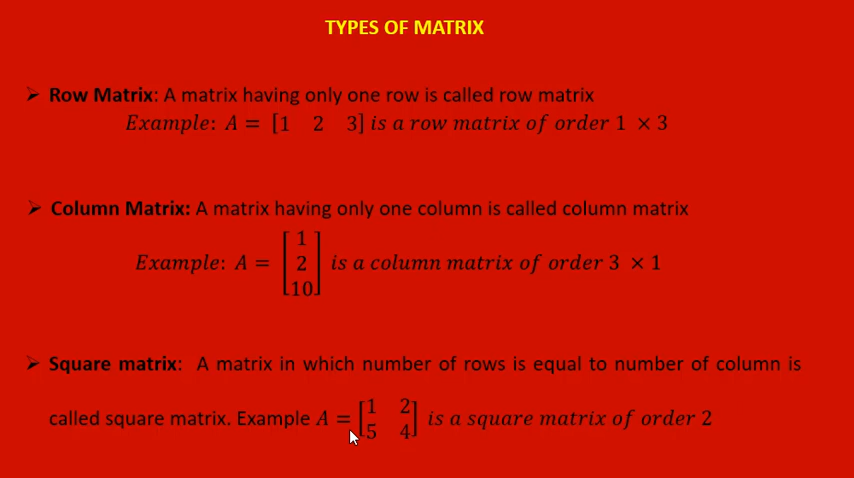 TYPES OF MATRIX
➢ Row Matrix: A matrix having only one row is called row matrix
Example: A = [1 2 3] is a row matrix of order 1 × 3
➢ Column Matrix: A matrix having only one column is called column matrix
1
Example: A = 2 is a column matrix of order 3 × 1
10
➢ Square matrix: A matrix in which number of rows is equal to number of column is
called square matrix. Example A = [1 2
5 4] is a square matrix of order 2